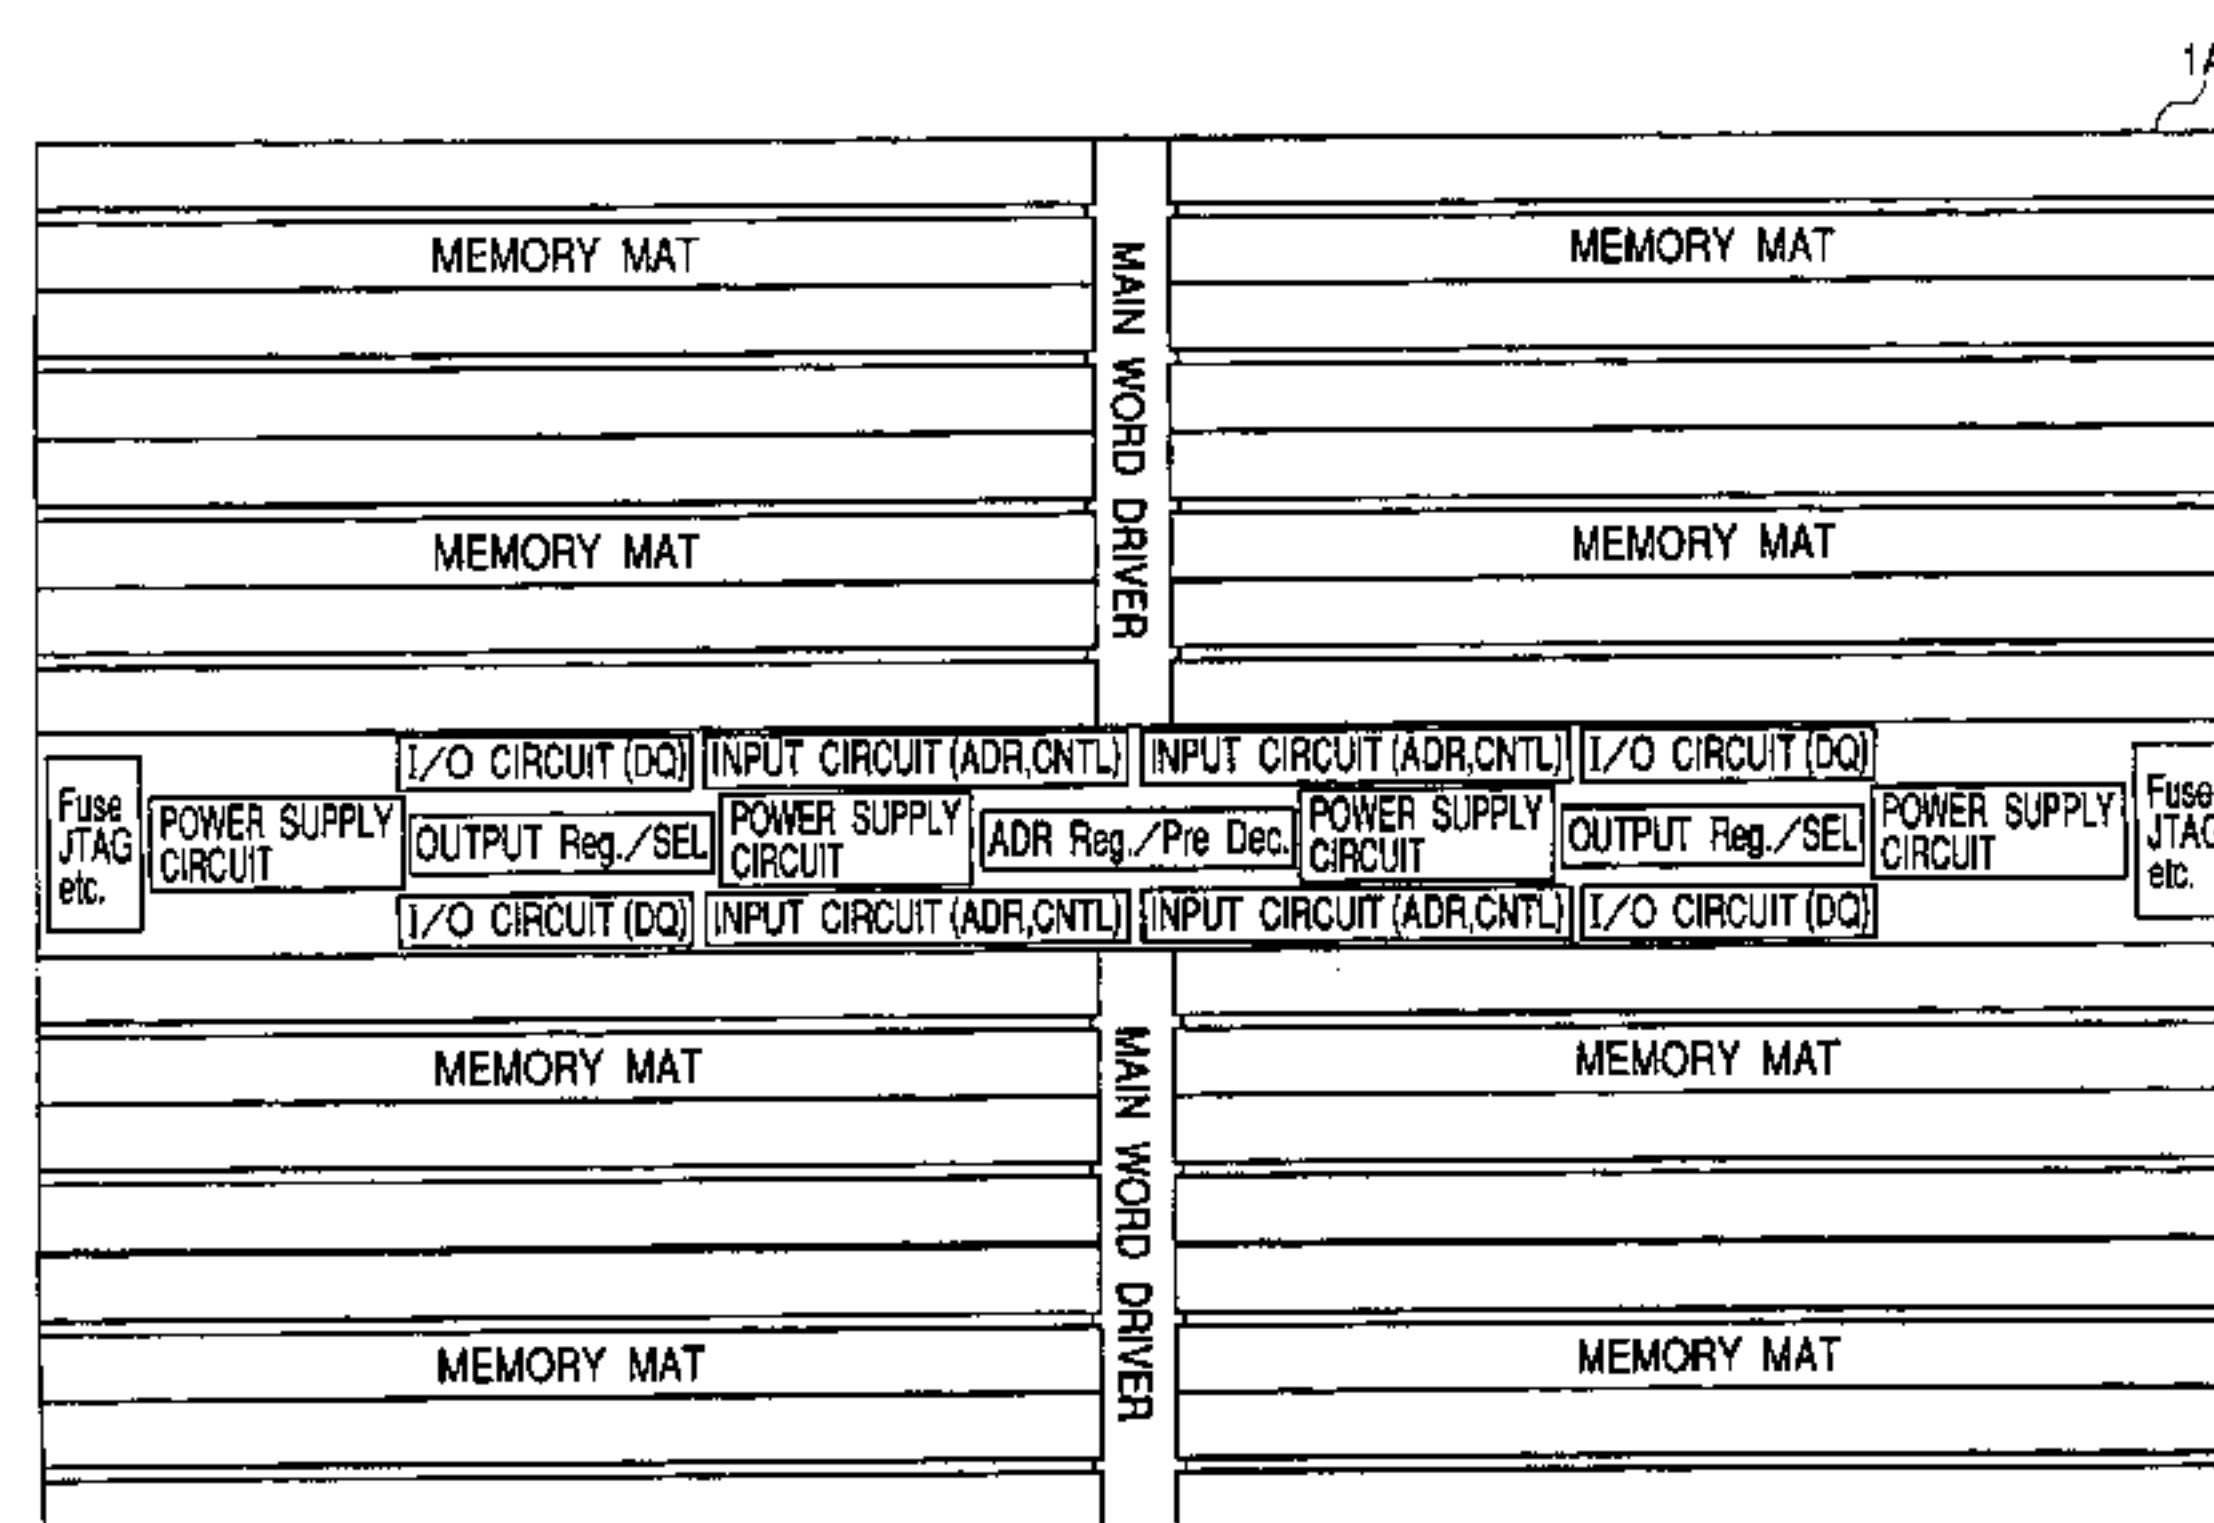 1A
MEMORY MAT
MEMORY MAT
MAIN WORD DRIVER
MEMORY MAT
MEMORY MAT
I/O CIRCUIT (DQ)
INPUT CIRCUIT (ADR,CNTL)
INPUT CIRCUIT (ADR,CNTL)
I/O CIRCUIT (DQ)
Fuse
JTAG
etc.
POWER SUPPLY
CIRCUIT
OUTPUT Reg./SEL
POWER SUPPLY
CIRCUIT
ADR Reg./Pre Dec.
POWER SUPPLY
CIRCUIT
OUTPUT Reg./SEL
POWER SUPPLY
CIRCUIT
Fuse
JTAG
etc.
I/O CIRCUIT (DQ)
INPUT CIRCUIT (ADR,CNTL)
INPUT CIRCUIT (ADR,CNTL)
I/O CIRCUIT (DQ)
MEMORY MAT
MEMORY MAT
MAIN WORD DRIVER
MEMORY MAT
MEMORY MAT